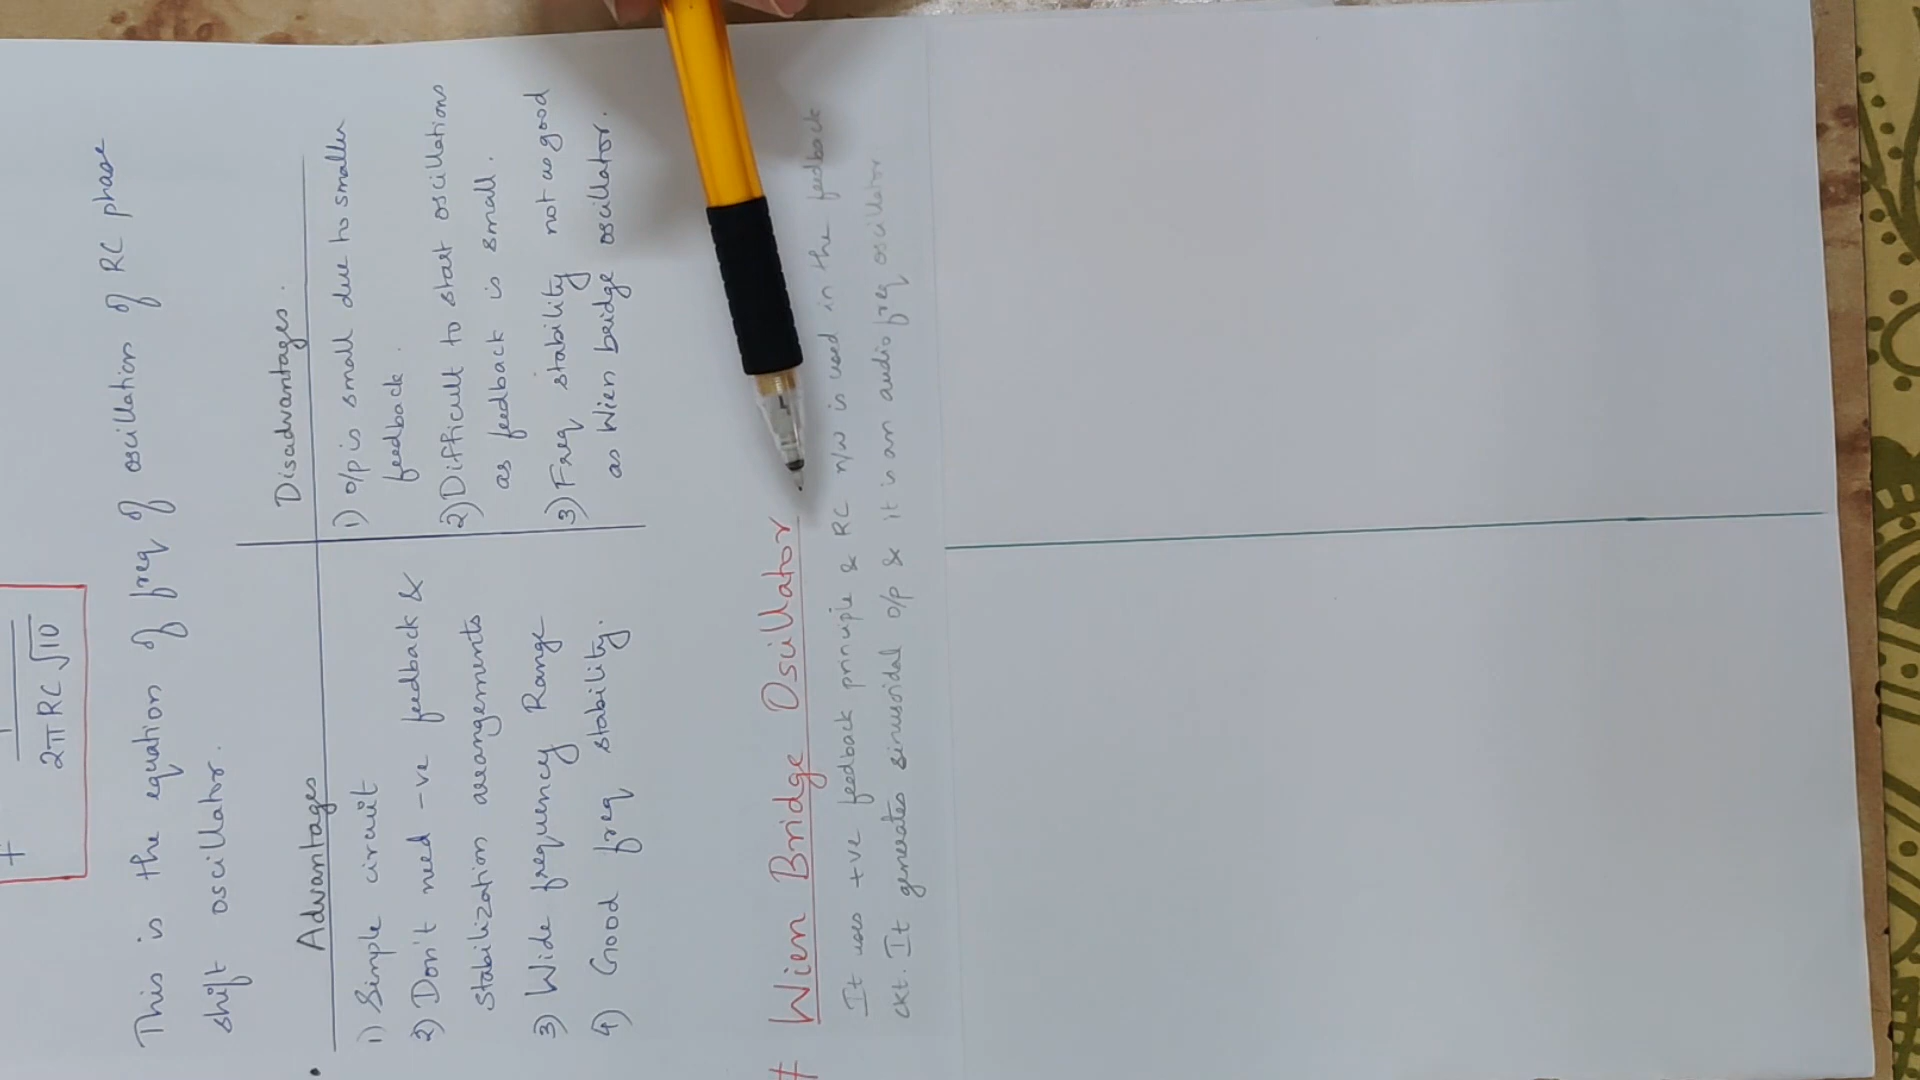 f 1
2πRC√10
This is the equation of freq of oscillation of RC phase
shift oscillator.
Advantages
1) Simple circuit
2) Don't need -ve feedback &
stabilization arrangements
3) Wide frequency Range
4) Good freq stability.
Disadvantages.
1) O/p is small due to smaller
feedback.
2) Difficult to start oscillations
as feedback is small.
3) Freq stability not as good
as Wien bridge oscillator.
# Wien Bridge Oscillator
It uses +ve feedback principle & RC n/w is used in the feedback
ckt. It generates sinusoidal o/p & it is an audio freq oscillator.